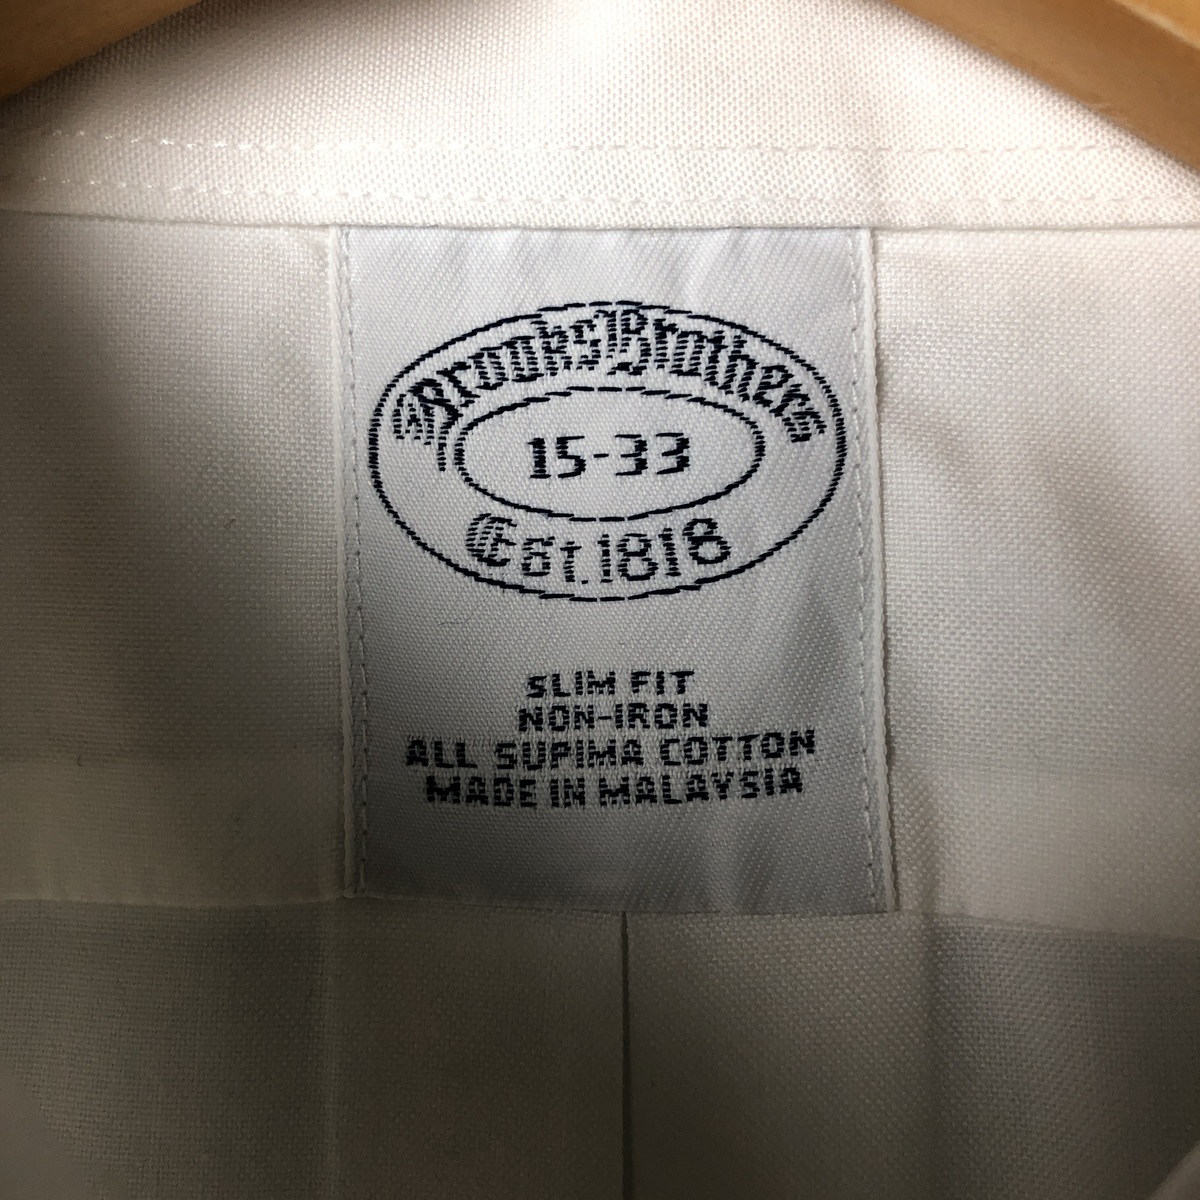 Brooks Brothers
15-33
Est.1818
SLIM FIT
NON-IRON
ALL SUPIMA COTTON
MADE IN MALAYSIA